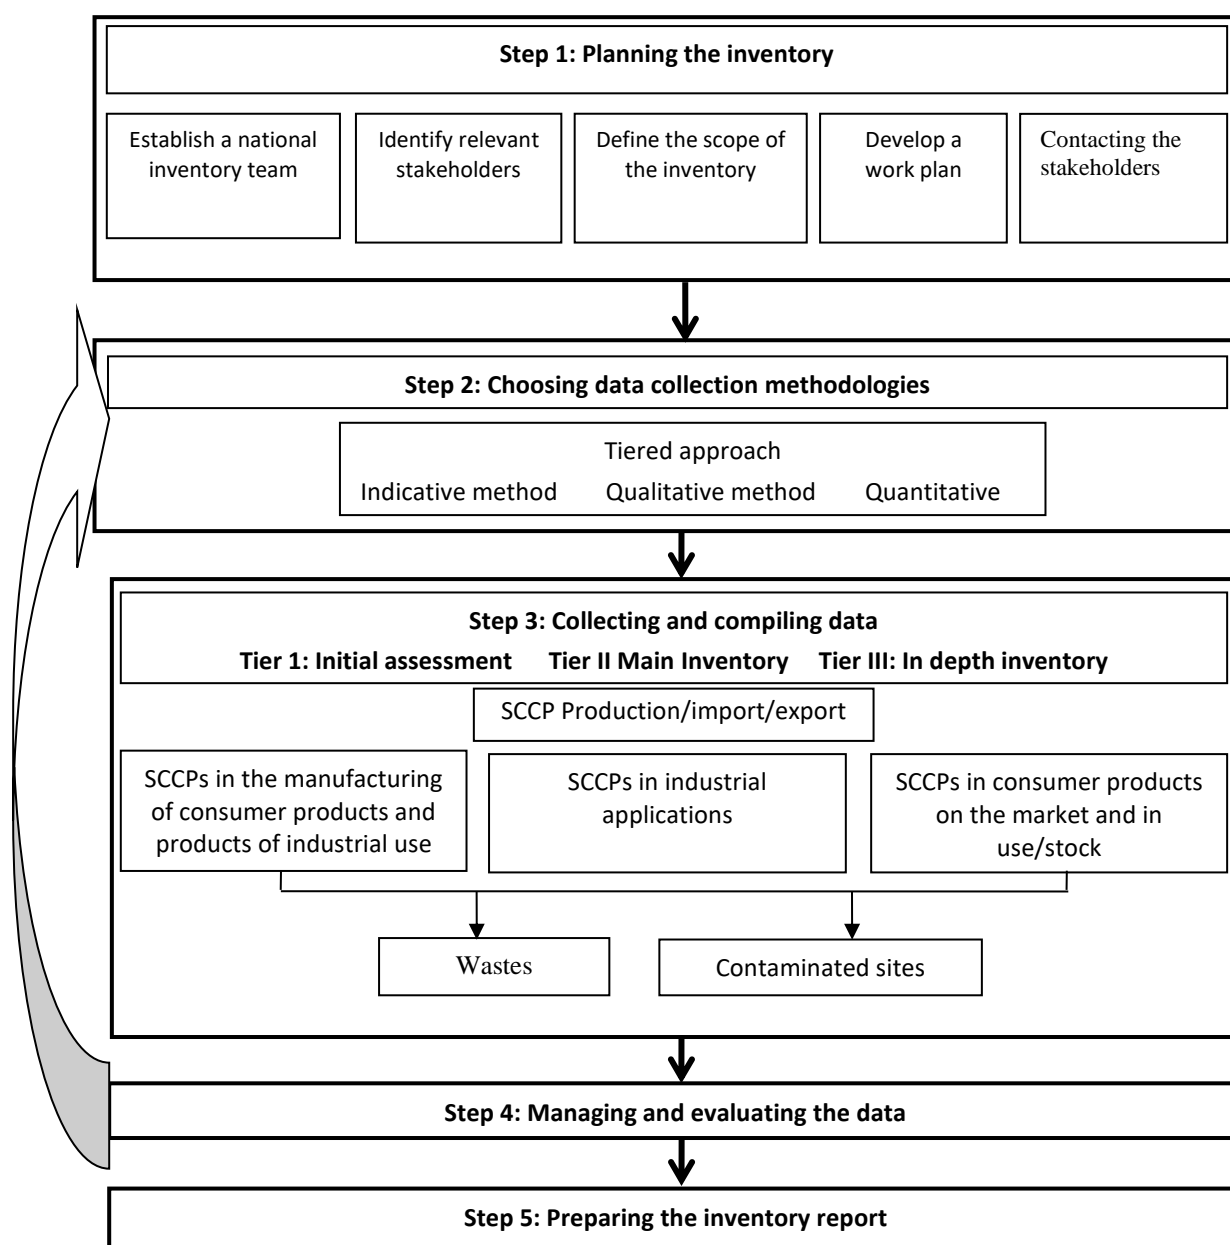 Step 1: Planning the inventory
Establish a national
inventory team
Identify relevant
stakeholders
Define the scope of
the inventory
Develop a
work plan
Contacting the
stakeholders
Step 2: Choosing data collection methodologies
Tiered approach
Indicative method Qualitative method Quantitative
Step 3: Collecting and compiling data
Tier 1: Initial assessment Tier II Main Inventory Tier III: In depth inventory
SCCP Production/import/export
SCCPs in the manufacturing
of consumer products and
products of industrial use
SCCPs in industrial
applications
SCCPs in consumer products
on the market and in
use/stock
Wastes
Contaminated sites
Step 4: Managing and evaluating the data
Step 5: Preparing the inventory report